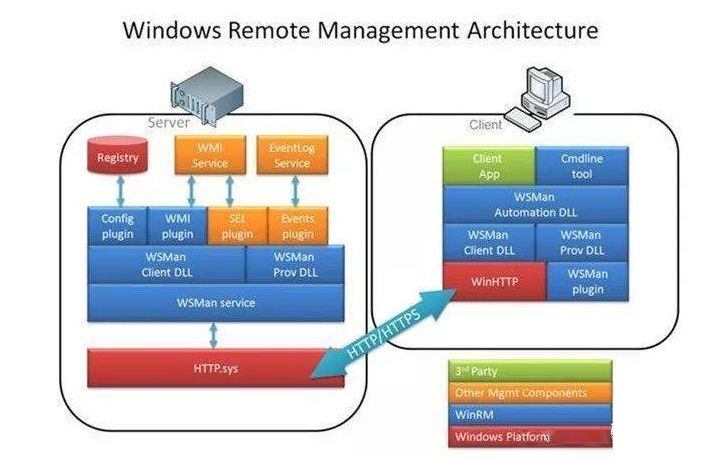 Windows Remote Management Architecture
Server
Client
Registry
WMI
Service
EventLog
Service
Config
plugin
WMI
plugin
SEL
plugin
Events
plugin
WSMan
Client DLL
WSMan
Prov DLL
WSMan service
HTTP.sys
HTTP/HTTPS
Client
App
Cmdline
tool
WSMan
Automation DLL
WSMan
Client DLL
WSMan
Prov DLL
WinHTTP
WSMan
plugin
3rd Party
Other Mgmt Components
WinRM
Windows Platform